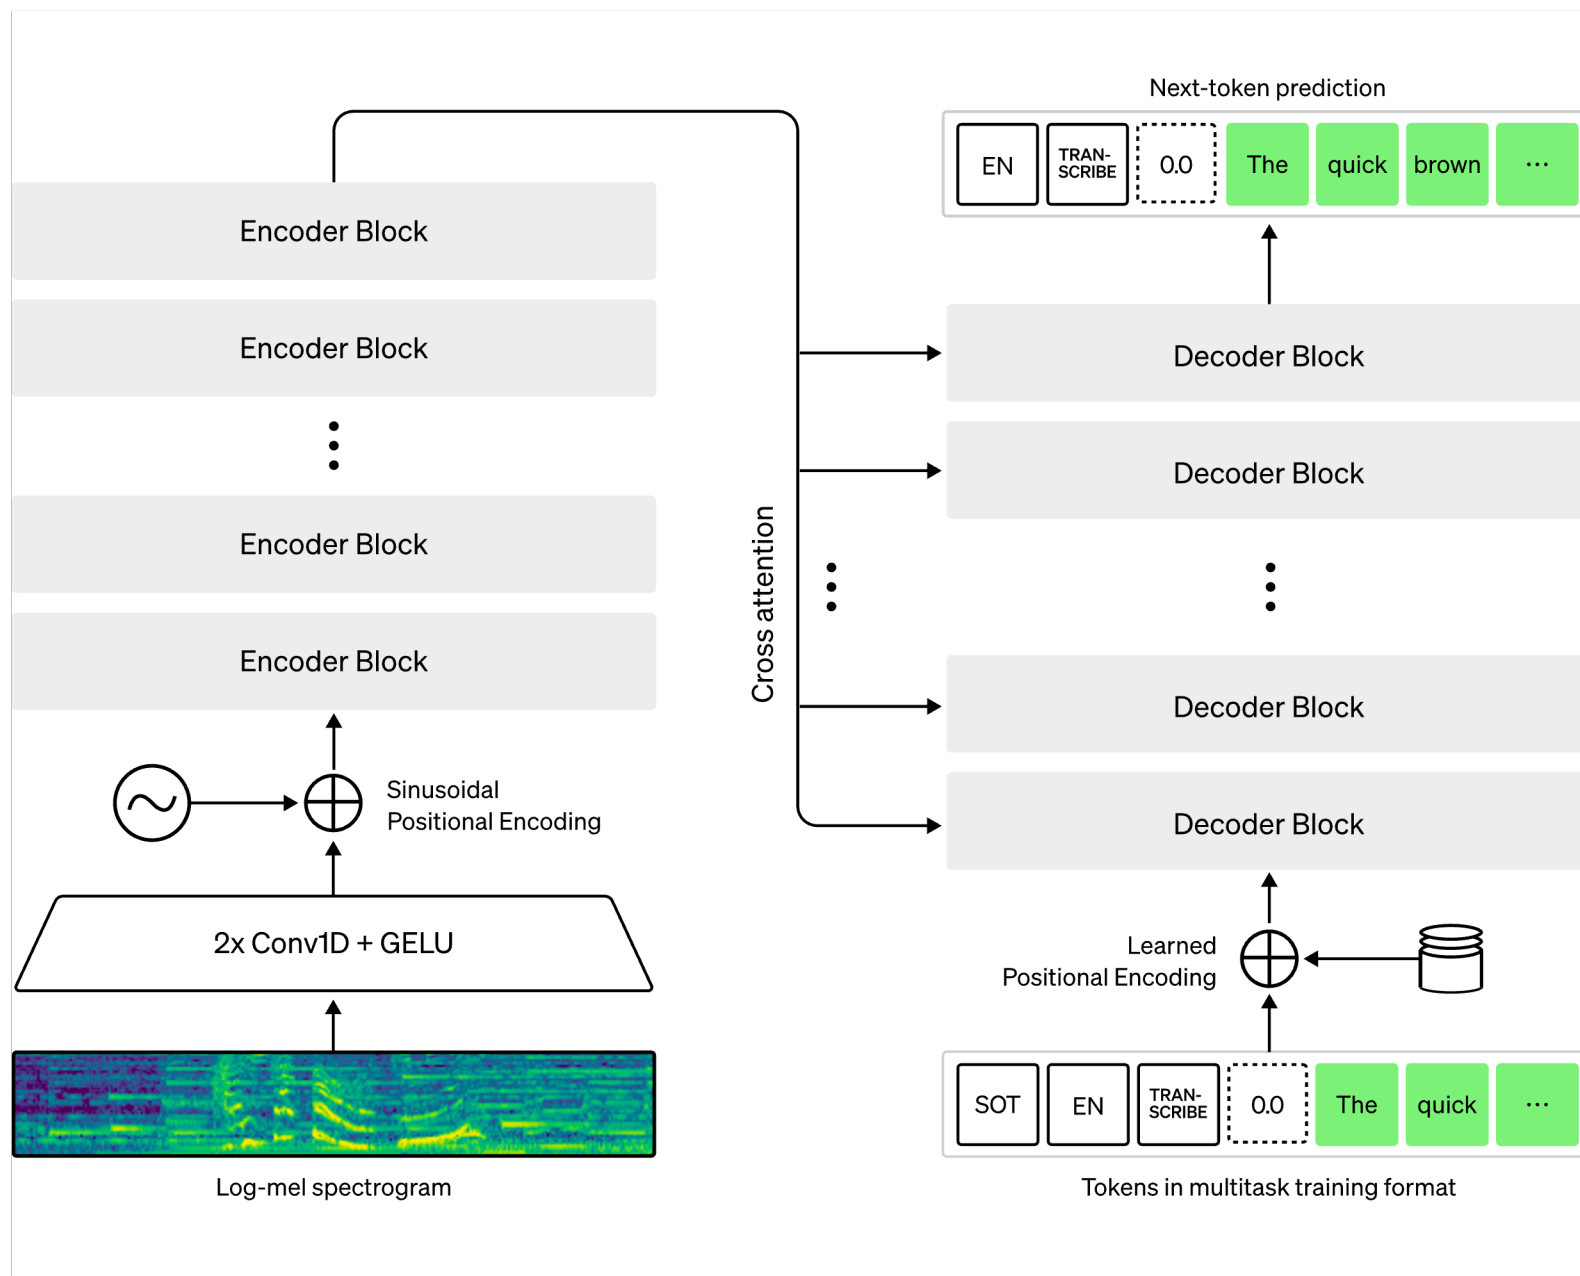 Next-token prediction
EN
TRAN-
SCRIBE
0.0
The
quick
brown
...
Encoder Block
Encoder Block
Encoder Block
Encoder Block
Sinusoidal
Positional Encoding
2x Conv1D + GELU
Log-mel spectrogram
Cross attention
Decoder Block
Decoder Block
Decoder Block
Decoder Block
Learned
Positional Encoding
SOT
EN
TRAN-
SCRIBE
0.0
The
quick
...
Tokens in multitask training format